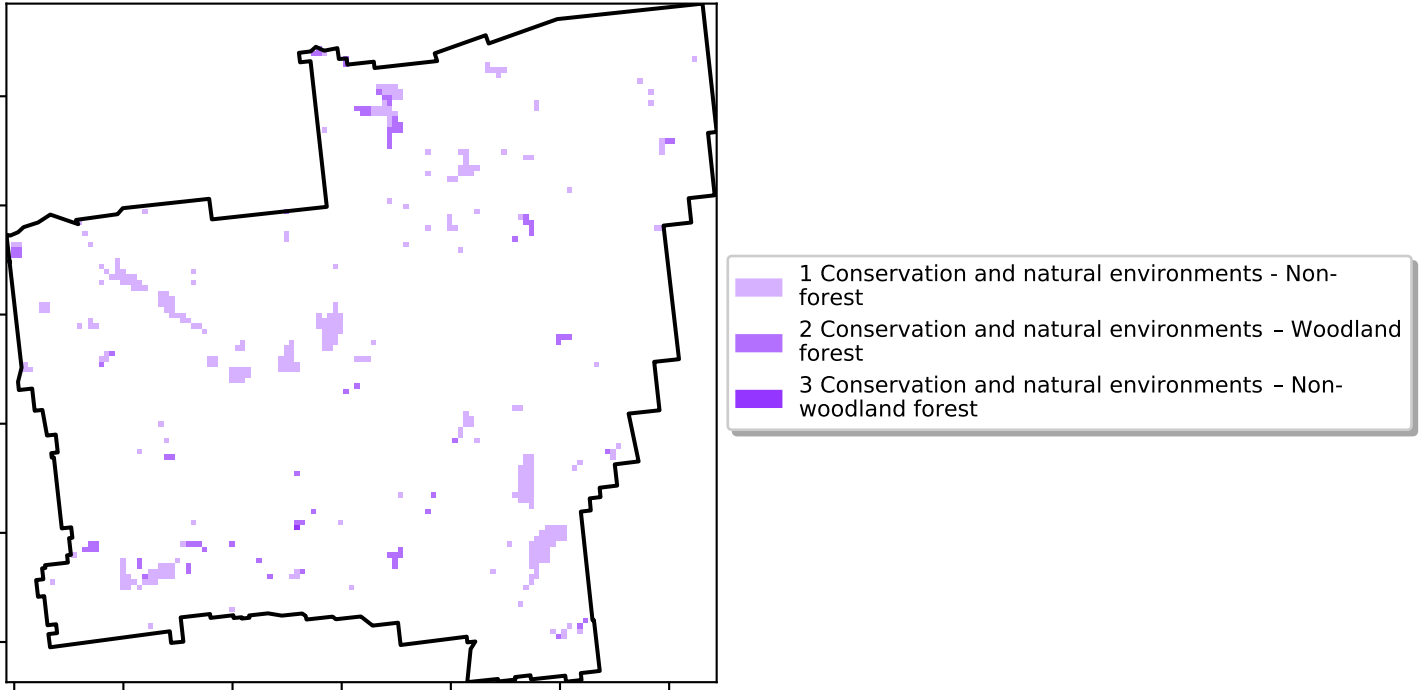 1 Conservation and natural environments - Non-
forest
2 Conservation and natural environments – Woodland
forest
3 Conservation and natural environments – Non-
woodland forest